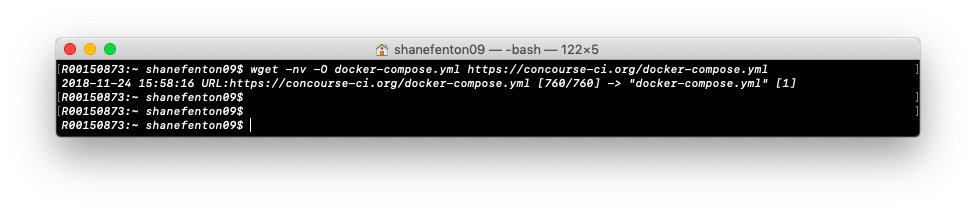 shanefenton09 — -bash — 122×5
[R00150873:~ shanefenton09$ wget -nv -O docker-compose.yml https://concourse-ci.org/docker-compose.yml ]
2018-11-24 15:58:16 URL:https://concourse-ci.org/docker-compose.yml [760/760] -> "docker-compose.yml" [1]
[R00150873:~ shanefenton09$ ]
[R00150873:~ shanefenton09$ ]
R00150873:~ shanefenton09$